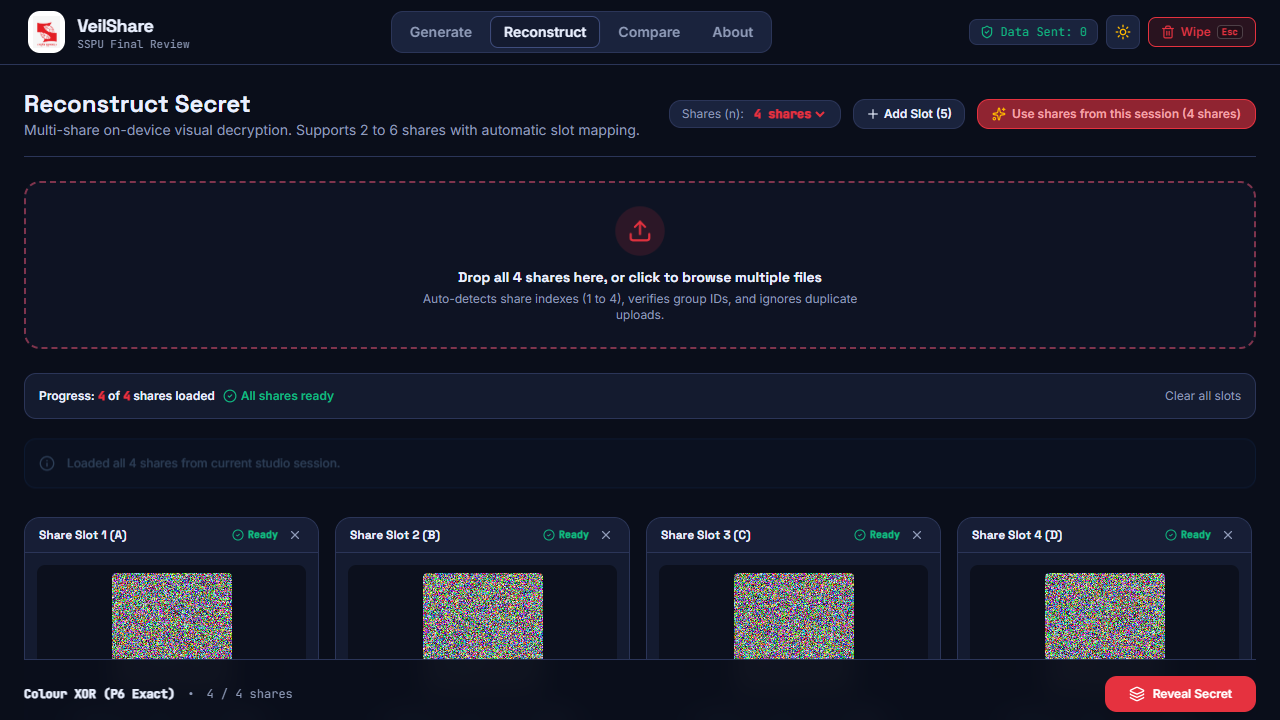 VeilShare
SSPU Final Review
Generate
Reconstruct
Compare
About
Data Sent: 0
Wipe Esc
Reconstruct Secret
Multi-share on-device visual decryption. Supports 2 to 6 shares with automatic slot mapping.
Shares (n): 4 shares
Add Slot (5)
Use shares from this session (4 shares)
Drop all 4 shares here, or click to browse multiple files
Auto-detects share indexes (1 to 4), verifies group IDs, and ignores duplicate
uploads.
Progress: 4 of 4 shares loaded
All shares ready
Clear all slots
Loaded all 4 shares from current studio session.
Share Slot 1 (A)
Ready
Share Slot 2 (B)
Ready
Share Slot 3 (C)
Ready
Share Slot 4 (D)
Ready
Colour XOR (P6 Exact) • 4 / 4 shares
Reveal Secret